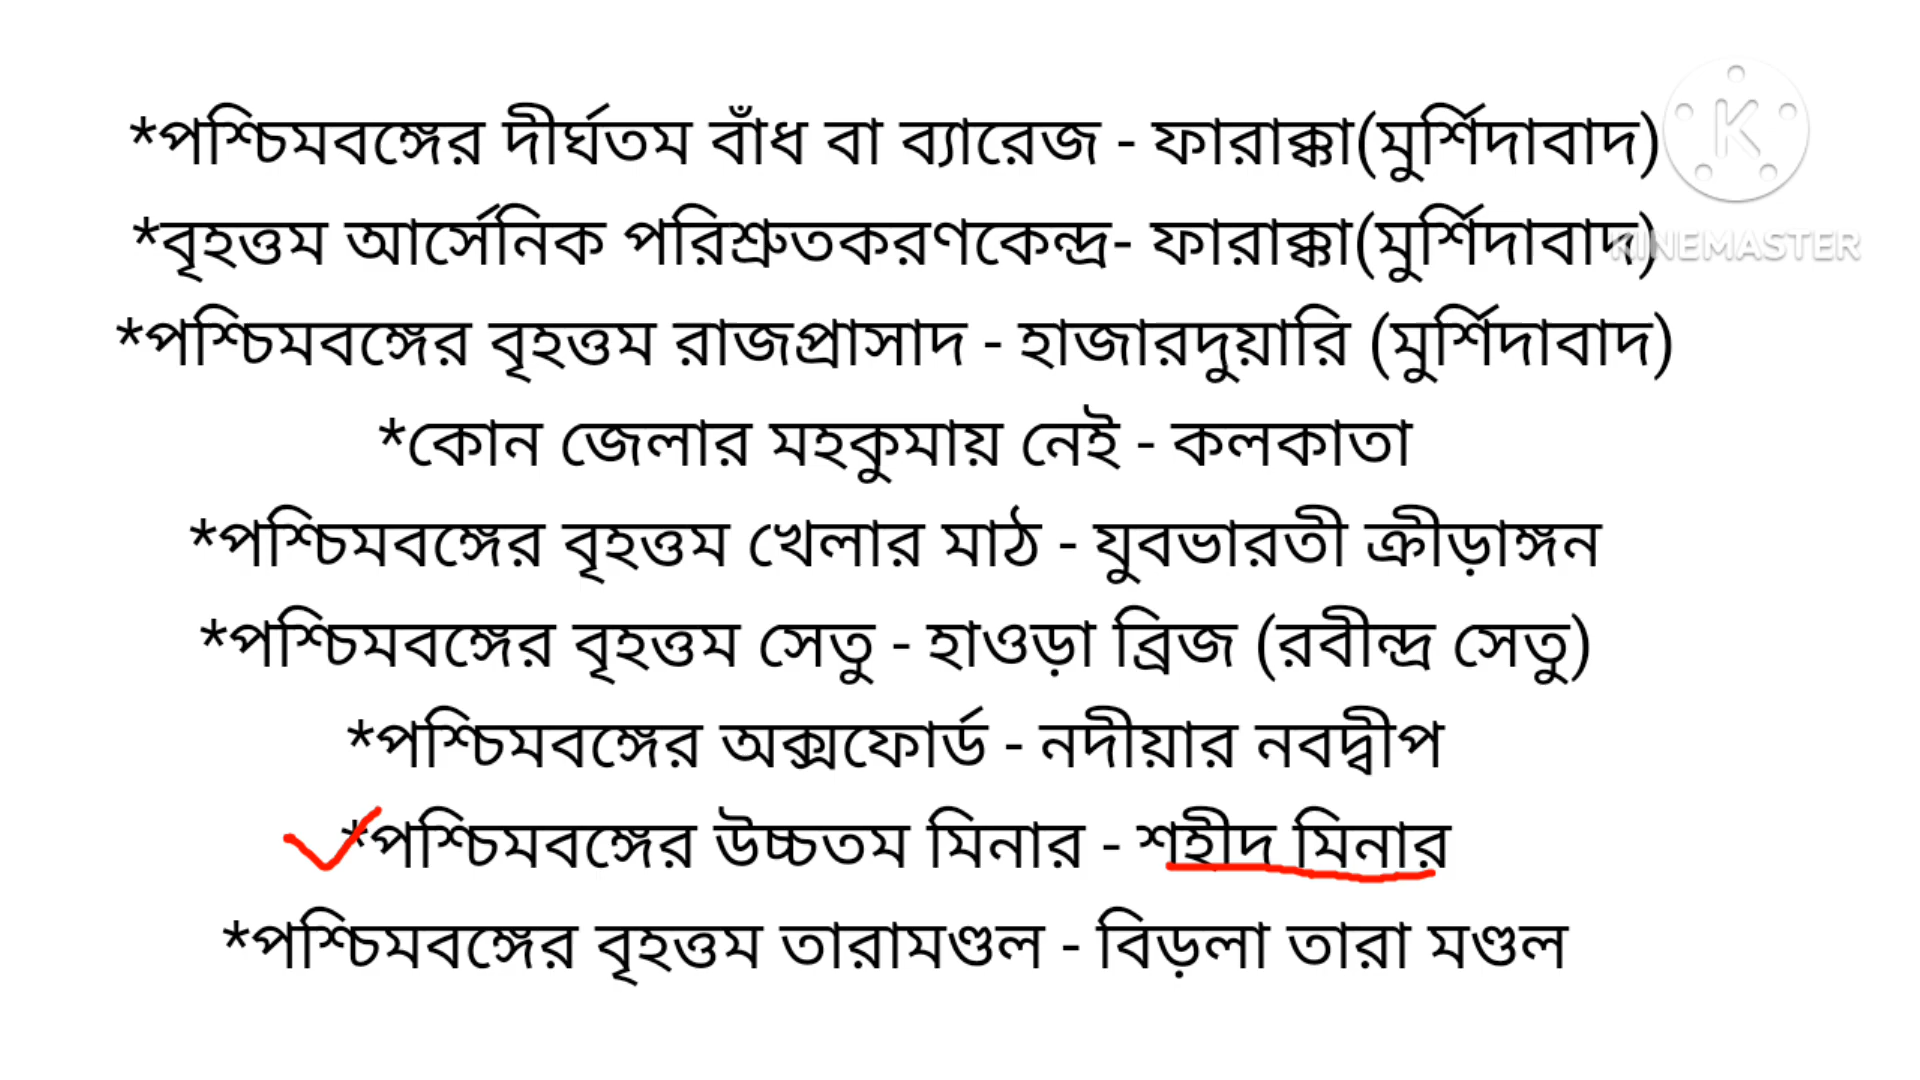 *পশ্চিমবঙ্গের দীর্ঘতম বাঁধ বা ব্যারেজ - ফারাক্কা(মুর্শিদাবাদ)
*বৃহত্তম আর্সেনিক পরিশ্রুতকরণকেন্দ্র- ফারাক্কা(মুর্শিদাবাদ)
KINEMASTER
*পশ্চিমবঙ্গের বৃহত্তম রাজপ্রাসাদ - হাজারদুয়ারি (মুর্শিদাবাদ)
*কোন জেলার মহকুমায় নেই - কলকাতা
*পশ্চিমবঙ্গের বৃহত্তম খেলার মাঠ - যুবভারতী ক্রীড়াঙ্গন
*পশ্চিমবঙ্গের বৃহত্তম সেতু - হাওড়া ব্রিজ (রবীন্দ্র সেতু)
*পশ্চিমবঙ্গের অক্সফোর্ড - নদীয়ার নবদ্বীপ
*পশ্চিমবঙ্গের উচ্চতম মিনার - শহীদ মিনার
*পশ্চিমবঙ্গের বৃহত্তম তারামণ্ডল - বিড়লা তারা মণ্ডল